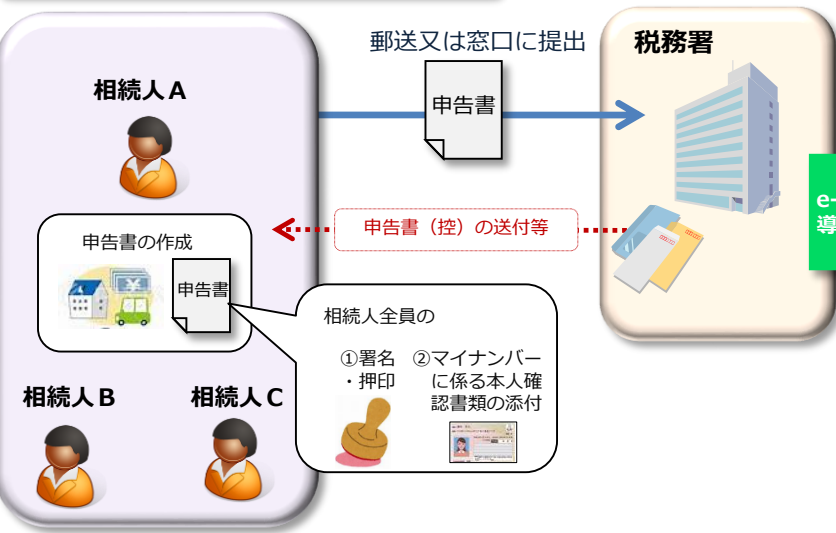 郵送又は窓口に提出
税務署
相続人A
申告書
申告書(控)の送付等
申告書の作成
申告書
相続人全員の
①署名
・押印
②マイナンバー
に係る本人確
認書類の添付
相続人B
相続人C
e-
導